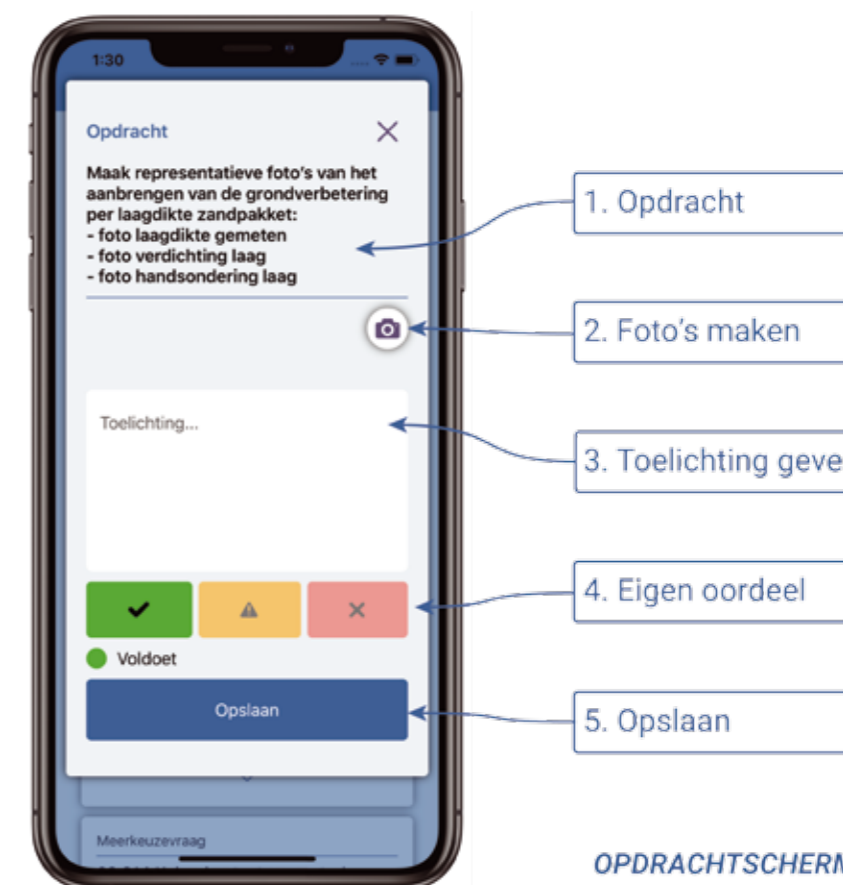 1:30
Opdracht
Maak representatieve foto's van het
aanbrengen van de grondverbetering
per laagdikte zandpakket:
- foto laagdikte gemeten
- foto verdichting laag
- foto handsondering laag
Toelichting...
Voldoet
Opslaan
Meerkeuzevraag
1. Opdracht
2. Foto's maken
3. Toelichting geve
4. Eigen oordeel
5. Opslaan
OPDRACHTSCHERM